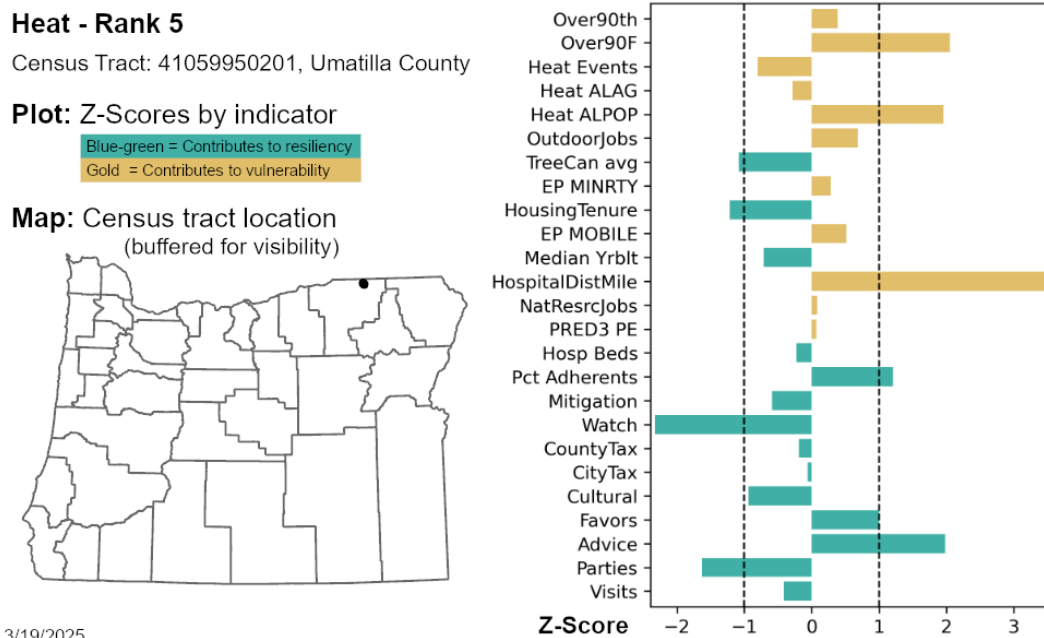 Heat - Rank 5
Census Tract: 41059950201, Umatilla County
Plot: Z-Scores by indicator
Blue-green = Contributes to resiliency
Gold = Contributes to vulnerability
Map: Census tract location
(buffered for visibility)
3/19/2025
Over90th
Over90F
Heat Events
Heat ALAG
Heat ALPOP
OutdoorJobs
TreeCan avg
EP MINRTY
HousingTenure
EP MOBILE
Median Yrblt
HospitalDistMile
NatResrcJobs
PRED3 PE
Hosp Beds
Pct Adherents
Mitigation
Watch
CountyTax
CityTax
Cultural
Favors
Advice
Parties
Visits
Z-Score
−2 −1 0 1 2 3